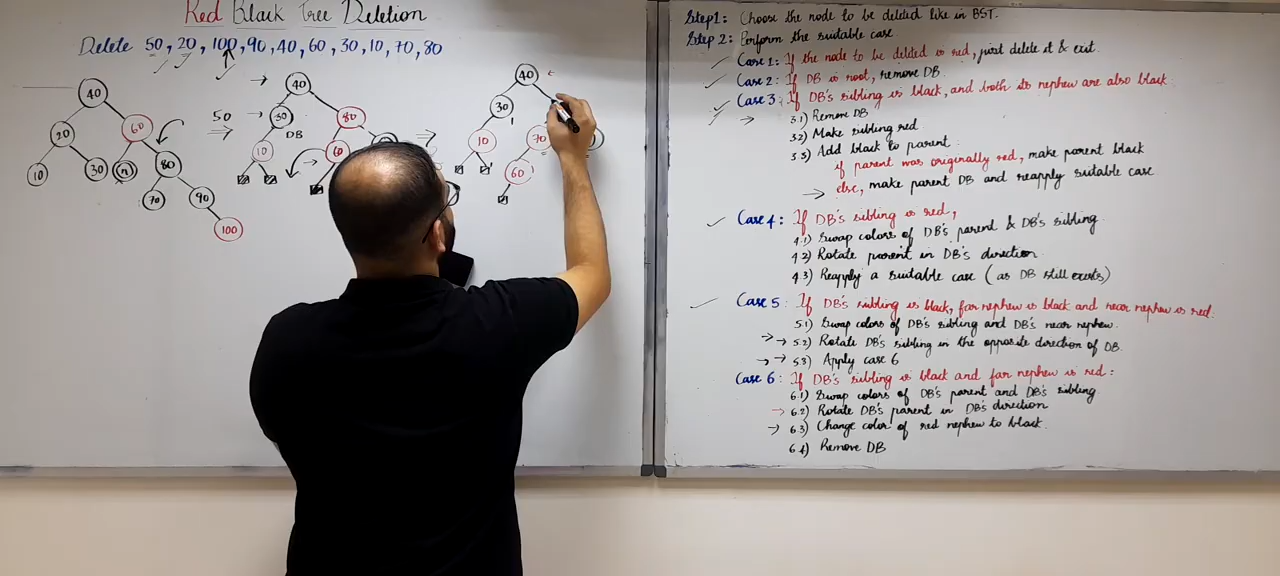 Red Black Tree Deletion
Delete 50, 20, 100, 90, 40, 60, 30, 10, 70, 80
40
20
60
10
30
n
80
70
90
100
50
40
30
DB
80
10
60
40
30
10
70
60
Step1: Choose the node to be deleted like in BST.
Step 2: Perform the suitable case.
Case 1: If the node to be deleted is red, just delete it & exit.
Case 2: If DB is root, remove DB.
Case 3: If DB's sibling is black, and both its nephew are also black.
3.1) Remove DB
3.2) Make sibling red.
3.3) Add black to parent:
if parent was originally red, make parent black
else, make parent DB and reapply suitable case
Case 4: If DB's sibling is red,
4.1) Swap colors of DB's parent & DB's sibling
4.2) Rotate parent in DB's direction
4.3) Reapply a suitable case (as DB still exists)
Case 5: If DB's sibling is black, far nephew is black and near nephew is red.
5.1) Swap colors of DB's sibling and DB's near nephew.
5.2) Rotate DB's sibling in the opposite direction of DB
5.3) Apply case 6
Case 6: If DB's sibling is black and far nephew is red:
6.1) Swap colors of DB's parent and DB's sibling
6.2) Rotate DB's parent in DB's direction
6.3) Change color of red nephew to black.
6.4) Remove DB